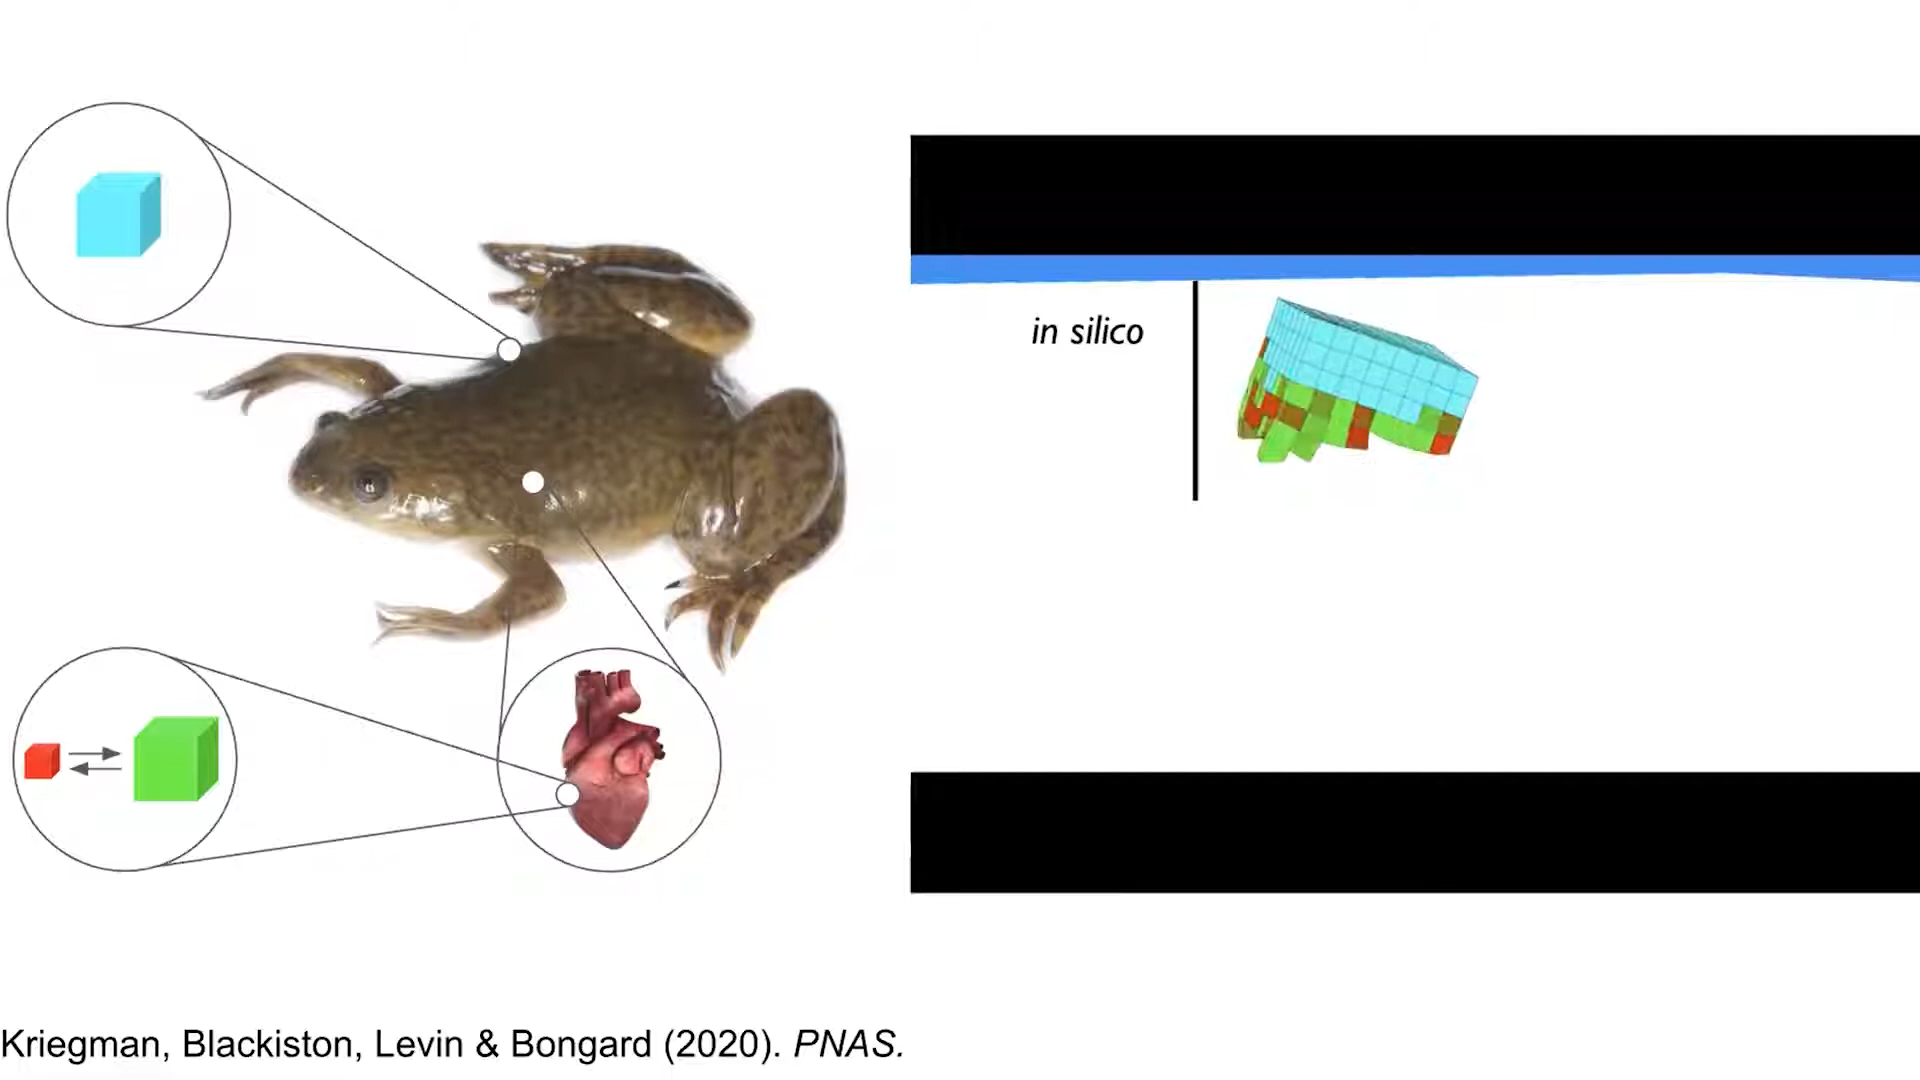 in silico
Kriegman, Blackiston, Levin & Bongard (2020). PNAS.